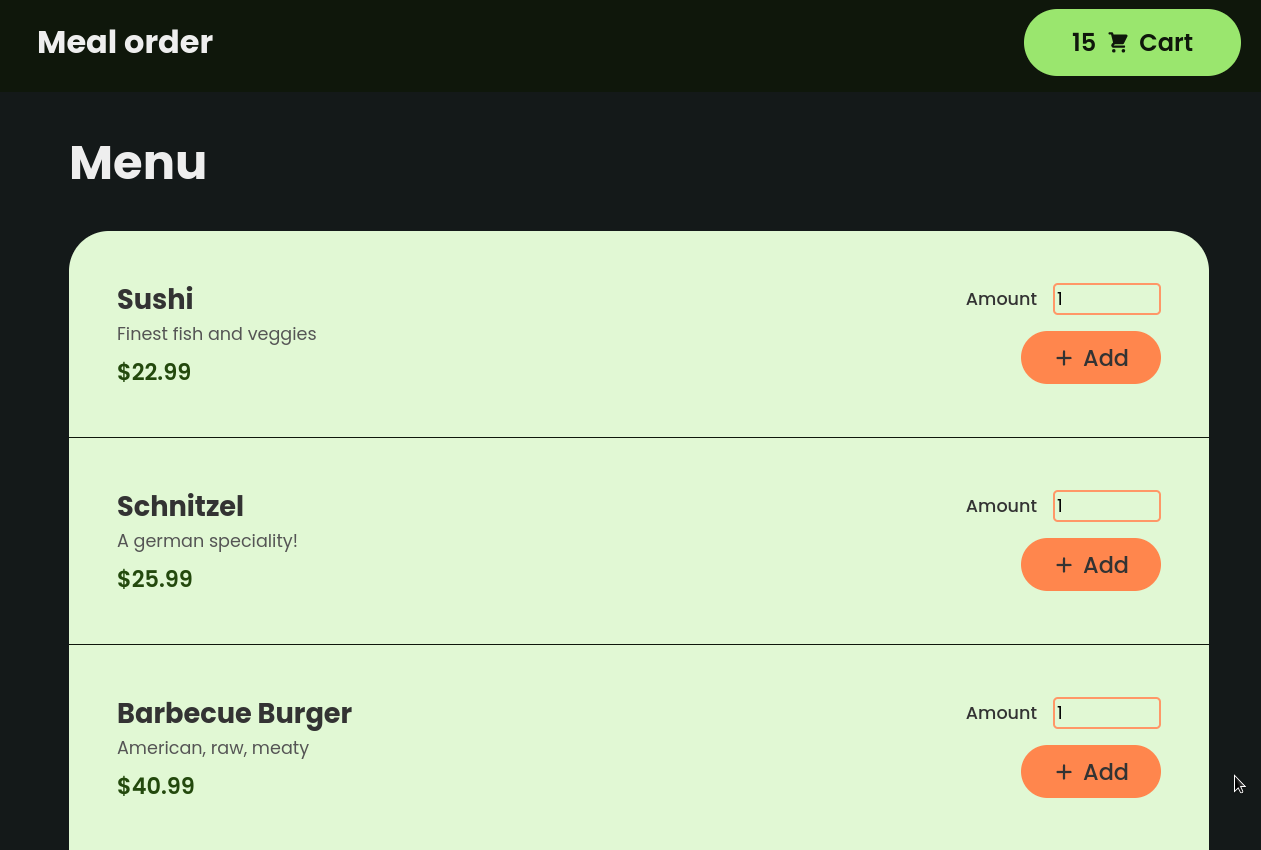 Meal order
15 Cart
Menu
Sushi
Finest fish and veggies
$22.99
Amount 1
+ Add
Schnitzel
A german speciality!
$25.99
Amount 1
+ Add
Barbecue Burger
American, raw, meaty
$40.99
Amount 1
+ Add